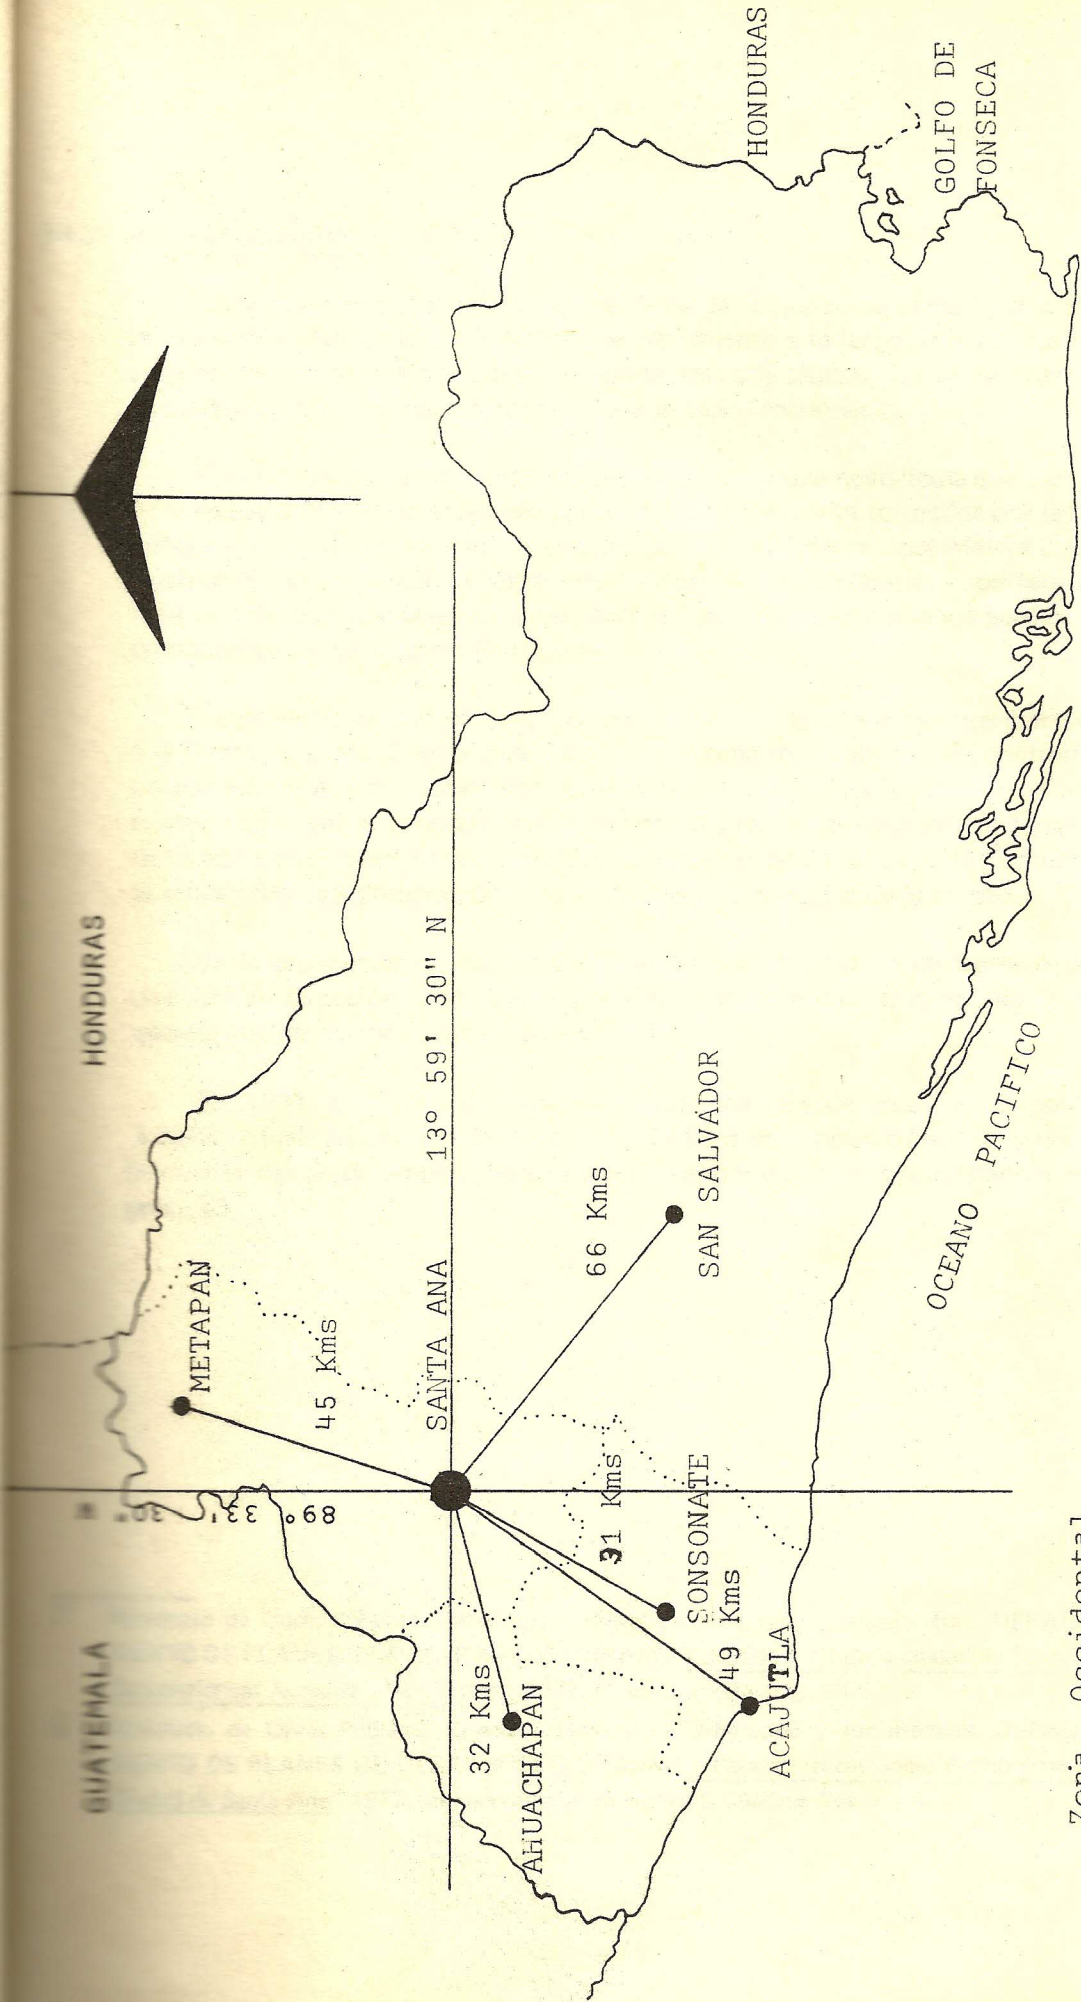 GUATEMALA
HONDURAS
89° 33' 30"
METAPAN
45 Kms
SANTA ANA
13° 59' 30" N
32 Kms
AHUACHAPAN
31 Kms
SONSONATE
49 Kms
ACAJUTLA
66 Kms
SAN SALVADOR
OCEANO PACIFICO
HONDURAS
GOLFO DE
FONSECA
Zona Occidental